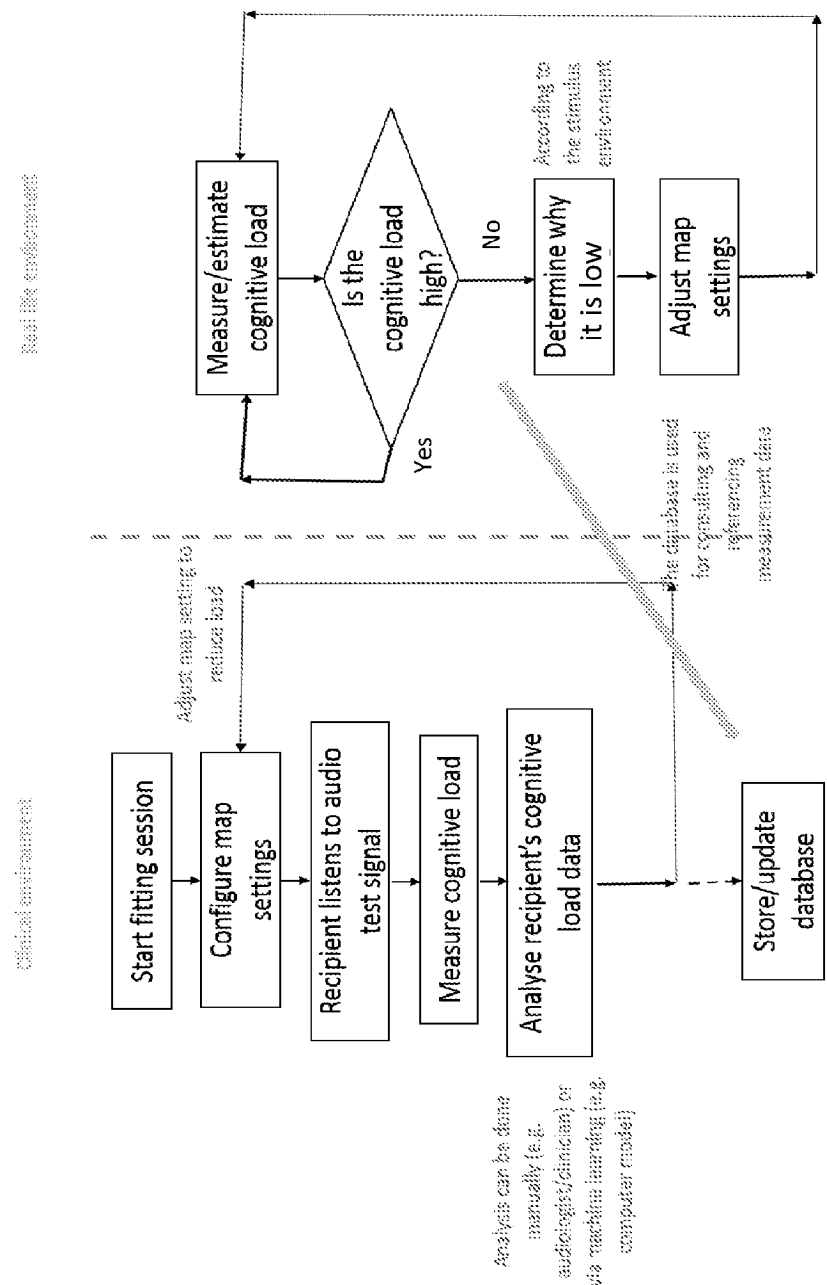 Clinical environment
Start fitting session
Configure map
settings
Adjust map setting to
reduce load
Recipient listens to audio
test signal
Measure cognitive load
Analyse recipient's cognitive
load data
Analysis can be done
manually (e.g.
audiologist/clinician) or
via machine learning (e.g.
computer model)
Store/update
database
The database is used
for consulting and
referencing
measurement data
Real life environment
Measure/estimate
cognitive load
Is the
cognitive load
high?
Yes
No
Determine why
it is low
According to
the stimulus
environment
Adjust map
settings